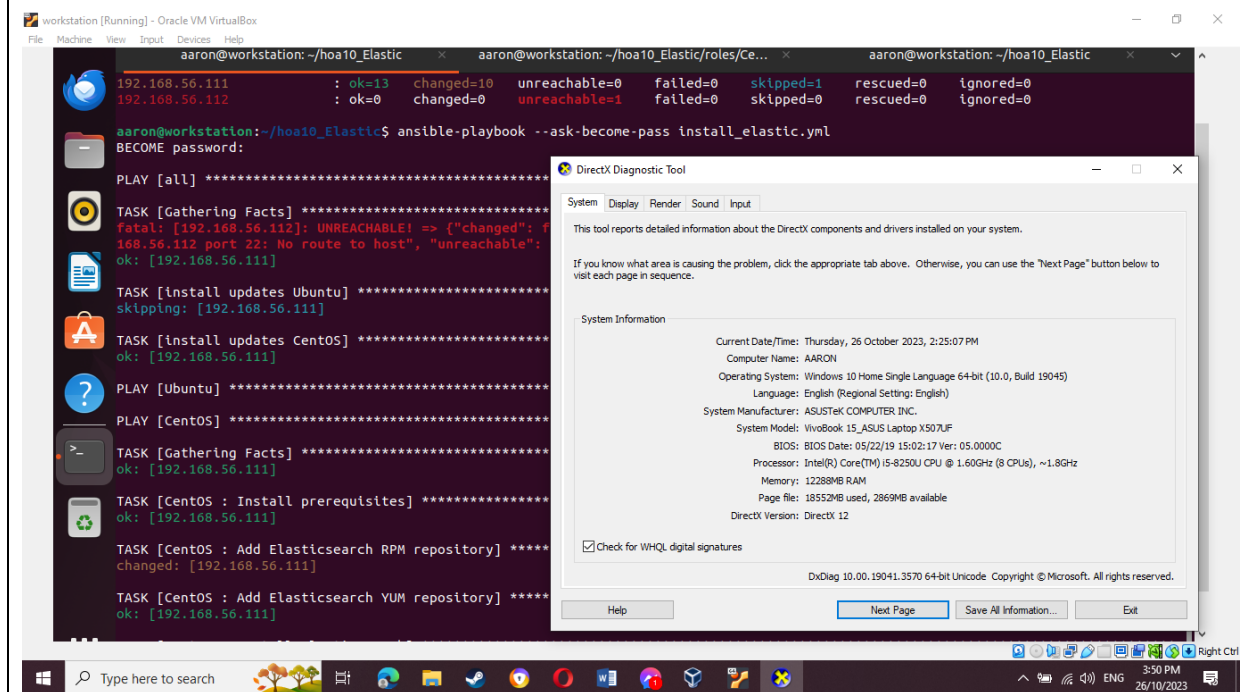 workstation [Running] - Oracle VM VirtualBox
File Machine View Input Devices Help
aaron@workstation: ~/hoa10_Elastic × aaron@workstation: ~/hoa10_Elastic/roles/Ce... × aaron@workstation: ~/hoa10_Elastic ×
192.168.56.111 : ok=13 changed=10 unreachable=0 failed=0 skipped=1 rescued=0 ignored=0
192.168.56.112 : ok=0 changed=0 unreachable=1 failed=0 skipped=0 rescued=0 ignored=0
aaron@workstation:~/hoa10_Elastic$ ansible-playbook --ask-become-pass install_elastic.yml
BECOME password:
PLAY [all] *******************************************
TASK [Gathering Facts] *******************************
fatal: [192.168.56.112]: UNREACHABLE! => {"changed": f
168.56.112 port 22: No route to host", "unreachable":
ok: [192.168.56.111]
TASK [install updates Ubuntu] ************************
skipping: [192.168.56.111]
TASK [install updates CentOS] ************************
ok: [192.168.56.111]
PLAY [Ubuntu] ****************************************
PLAY [CentOS] ****************************************
TASK [Gathering Facts] *******************************
ok: [192.168.56.111]
TASK [CentOS : Install prerequisites] ****************
ok: [192.168.56.111]
TASK [CentOS : Add Elasticsearch RPM repository] *****
changed: [192.168.56.111]
TASK [CentOS : Add Elasticsearch YUM repository] *****
ok: [192.168.56.111]
DirectX Diagnostic Tool
System Display Render Sound Input
This tool reports detailed information about the DirectX components and drivers installed on your system.
If you know what area is causing the problem, click the appropriate tab above. Otherwise, you can use the "Next Page" button below to
visit each page in sequence.
System Information
Current Date/Time: Thursday, 26 October 2023, 2:25:07 PM
Computer Name: AARON
Operating System: Windows 10 Home Single Language 64-bit (10.0, Build 19045)
Language: English (Regional Setting: English)
System Manufacturer: ASUSTeK COMPUTER INC.
System Model: VivoBook 15_ASUS Laptop X507UF
BIOS: BIOS Date: 05/22/19 15:02:17 Ver: 05.0000C
Processor: Intel(R) Core(TM) i5-8250U CPU @ 1.60GHz (8 CPUs), ~1.8GHz
Memory: 12288MB RAM
Page file: 18552MB used, 2869MB available
DirectX Version: DirectX 12
Check for WHQL digital signatures
DxDiag 10.00.19041.3570 64-bit Unicode Copyright © Microsoft. All rights reserved.
Help Next Page Save All Information... Exit
Right Ctrl
Type here to search
ENG
3:50 PM
26/10/2023